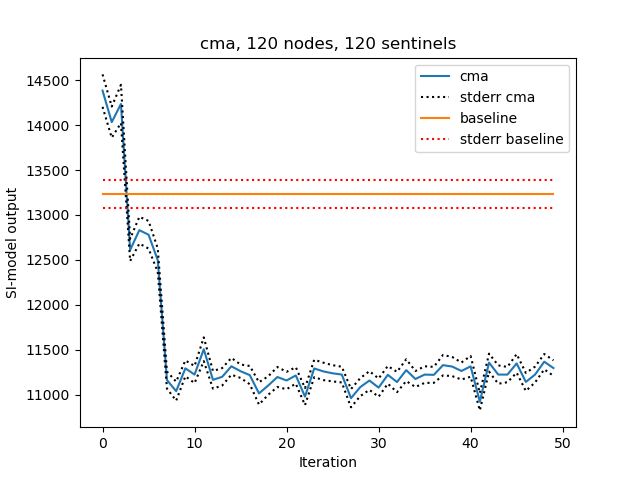 cma, 120 nodes, 120 sentinels
14500
14000
13500
13000
12500
12000
11500
11000
SI-model output
cma
stderr cma
baseline
stderr baseline
0 10 20 30 40 50
Iteration